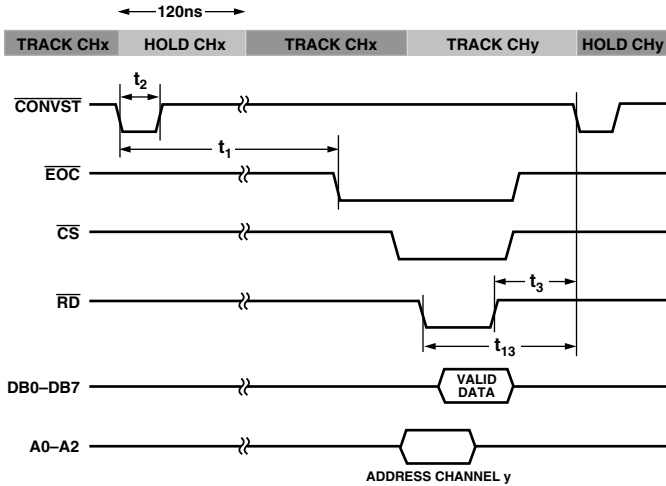 120ns
TRACK CHx HOLD CHx TRACK CHx TRACK CHy HOLD CHy
t2
CONVST
t1
EOC
CS
t3
RD
t13
DB0–DB7 VALID DATA
A0–A2
ADDRESS CHANNEL y